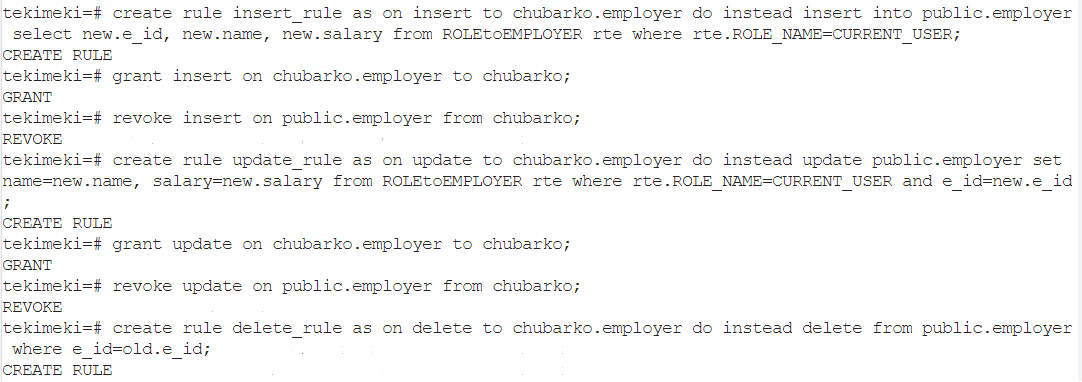 tekimeki=# create rule insert_rule as on insert to chubarko.employer do instead insert into public.employer
select new.e_id, new.name, new.salary from ROLEtoEMPLOYER rte where rte.ROLE_NAME=CURRENT_USER;
CREATE RULE
tekimeki=# grant insert on chubarko.employer to chubarko;
GRANT
tekimeki=# revoke insert on public.employer from chubarko;
REVOKE
tekimeki=# create rule update_rule as on update to chubarko.employer do instead update public.employer set
name=new.name, salary=new.salary from ROLEtoEMPLOYER rte where rte.ROLE_NAME=CURRENT_USER and e_id=new.e_id
;
CREATE RULE
tekimeki=# grant update on chubarko.employer to chubarko;
GRANT
tekimeki=# revoke update on public.employer from chubarko;
REVOKE
tekimeki=# create rule delete_rule as on delete to chubarko.employer do instead delete from public.employer
where e_id=old.e_id;
CREATE RULE